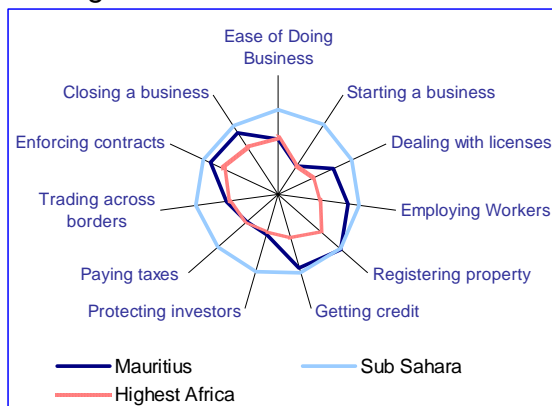 Ease of Doing
Business
Closing a business
Starting a business
Enforcing contracts
Dealing with licenses
Trading across
borders
Employing Workers
Paying taxes
Registering property
Protecting investors
Getting credit
Mauritius
Sub Sahara
Highest Africa